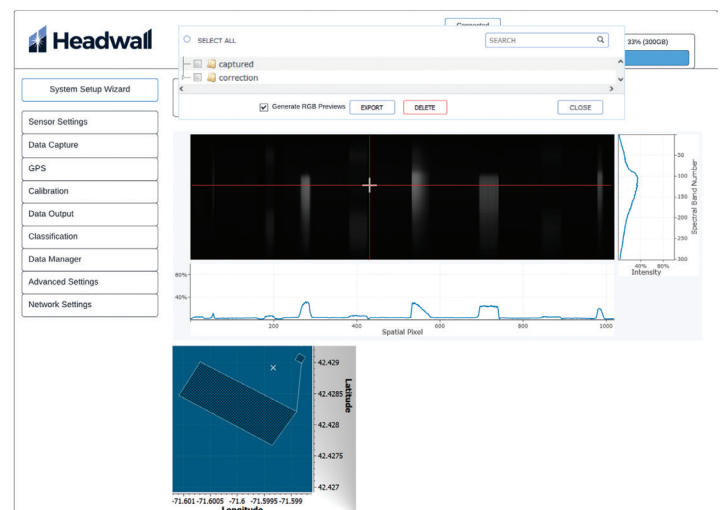 Headwall
Connected
SELECT ALL
SEARCH
33% (300GB)
captured
correction
Generate RGB Previews
EXPORT
DELETE
CLOSE
System Setup Wizard
Sensor Settings
Data Capture
GPS
Calibration
Data Output
Classification
Data Manager
Advanced Settings
Network Settings
50
100
150
200
250
300
Spectral Band Number
40% 60%
Intensity
80%
40%
200 400 600 800 1000
Spatial Pixel
42.429
42.4285
42.428
42.4275
42.427
Latitude
-71.601 -71.6005 -71.6 -71.5995 -71.599
Longitude